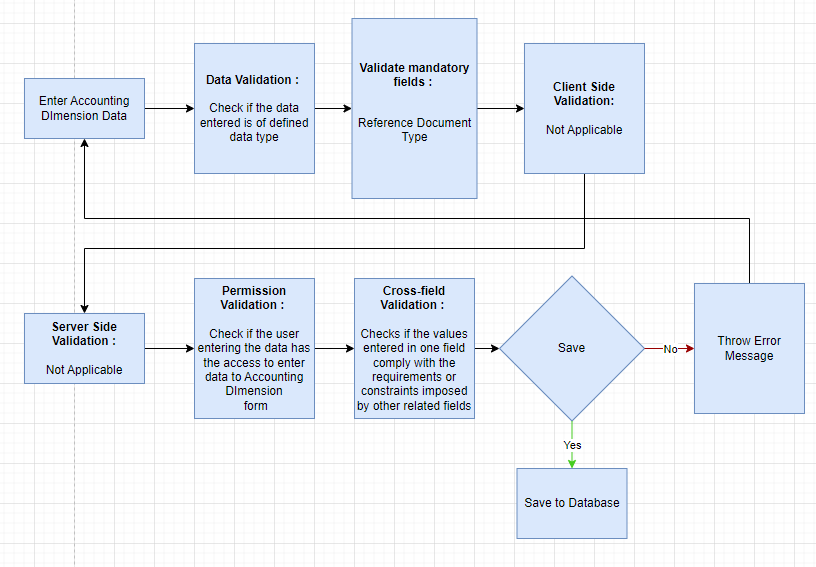 Enter Accounting
DImension Data
Data Validation :
Check if the data
entered is of defined
data type
Validate mandatory
fields :
Reference Document
Type
Client Side
Validation:
Not Applicable
Server Side
Validation :
Not Applicable
Permission
Validation :
Check if the user
entering the data has
the access to enter
data to Accounting
DImension
form
Cross-field
Validation :
Checks if the values
entered in one field
comply with the
requirements or
constraints imposed
by other related fields
Save
No
Throw Error
Message
Yes
Save to Database